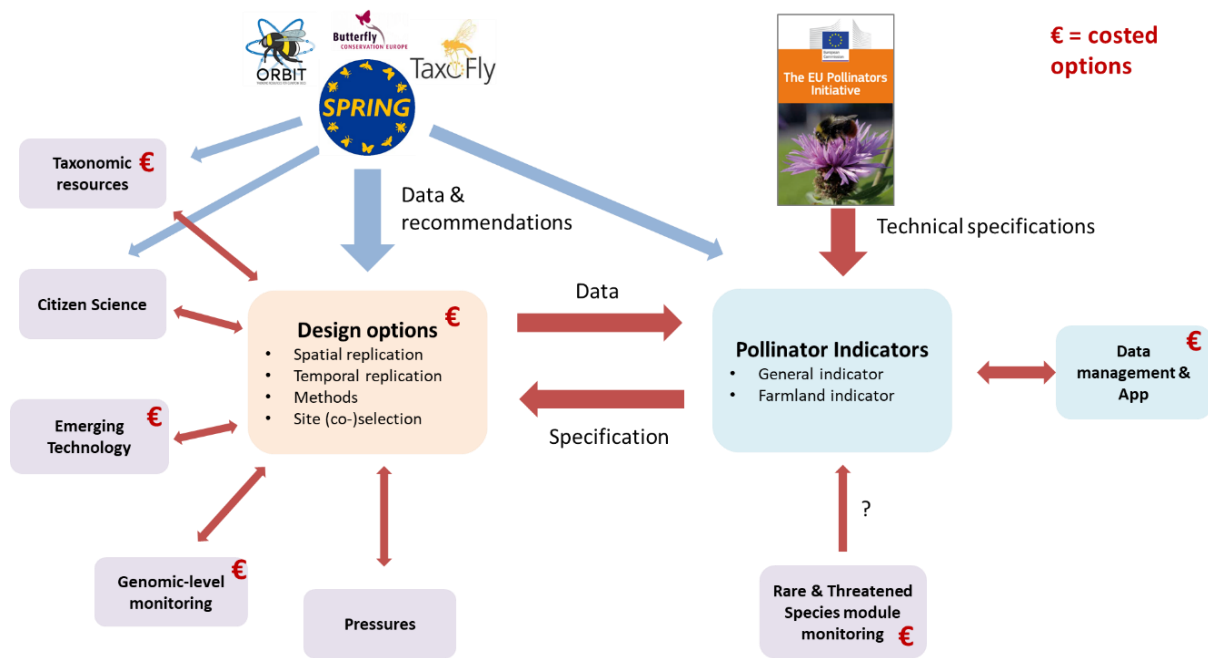 Butterfly
CONSERVATION EUROPE
ORBIT
TaxoFly
SPRING
European
Commission
The EU Pollinators
Initiative
€ = costed
options
Taxonomic
resources
€
Data &
recommendations
Technical specifications
Citizen Science
Design options
€
• Spatial replication
• Temporal replication
• Methods
• Site (co-)selection
Data
Specification
Pollinator Indicators
• General indicator
• Farmland indicator
Data
management &
App
€
Emerging
Technology
€
Genomic-level
monitoring
€
Pressures
?
Rare & Threatened
Species module
monitoring
€